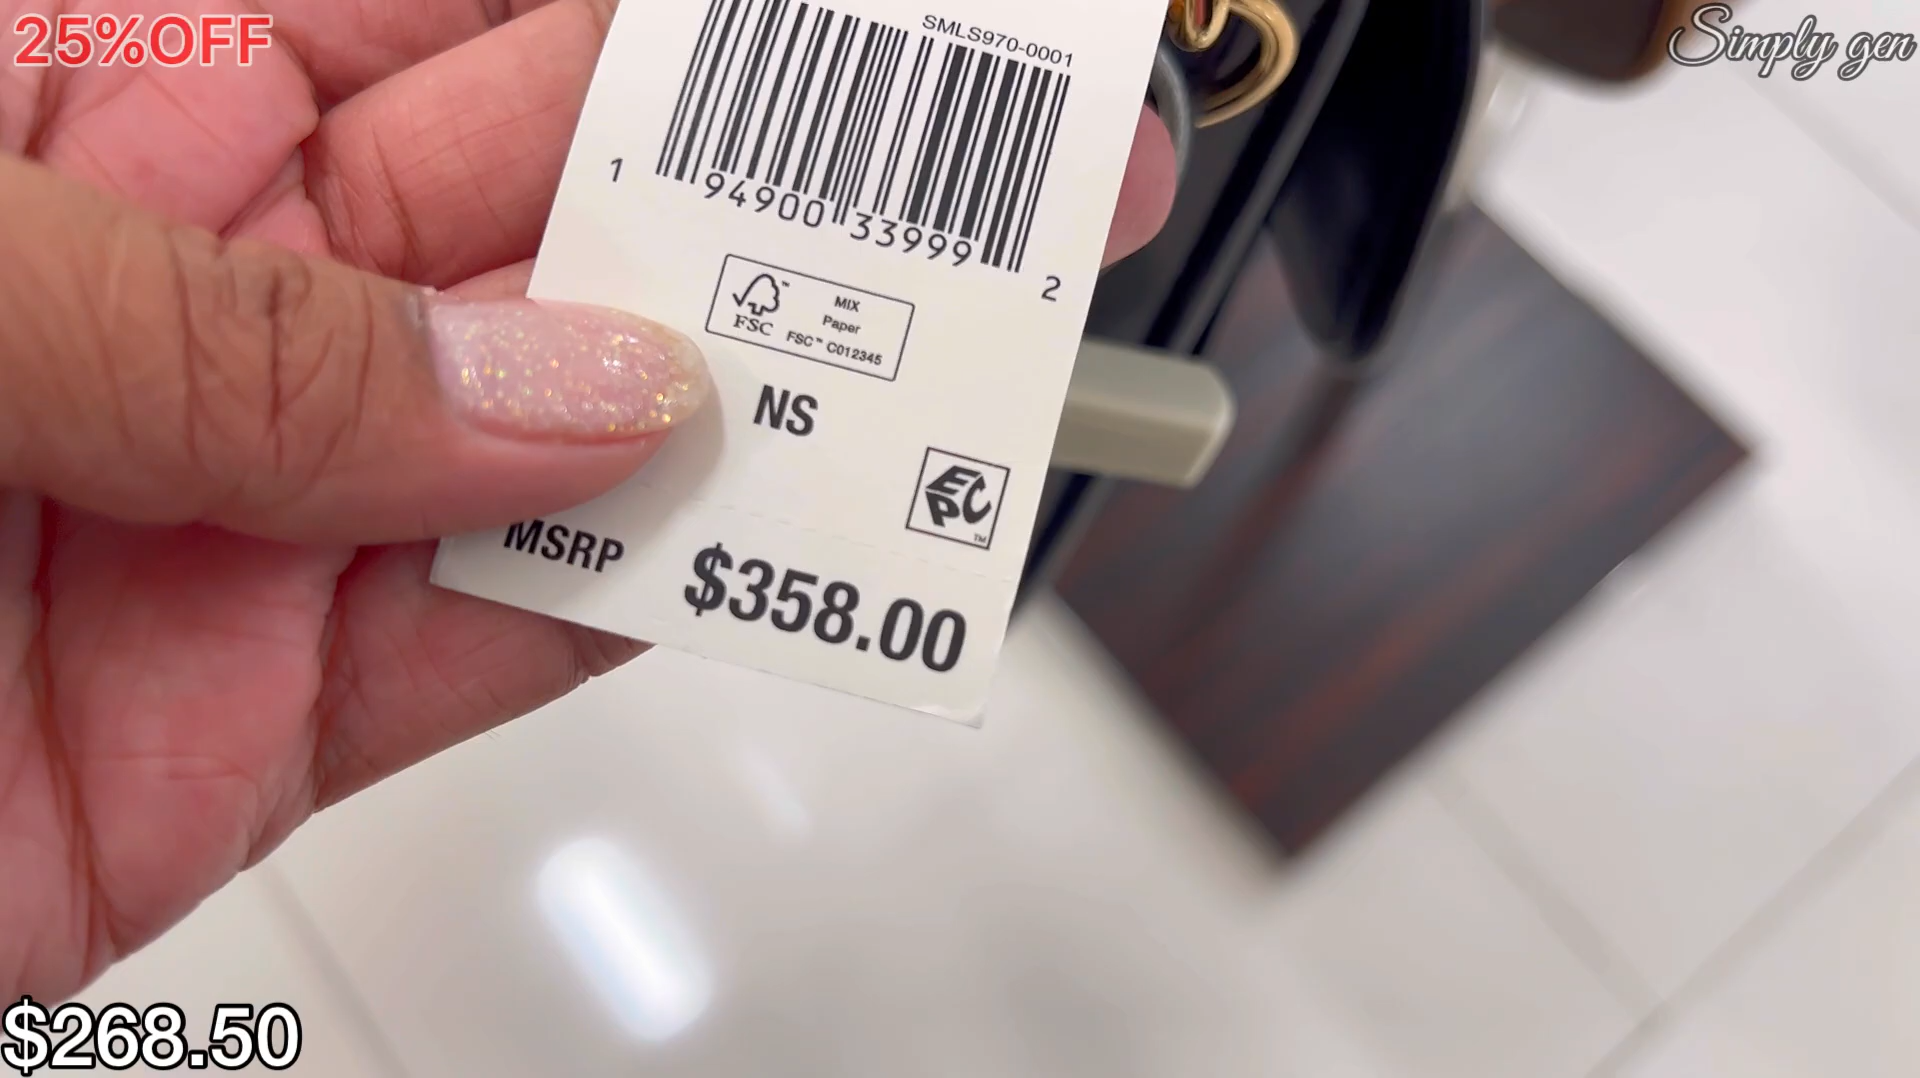 25%OFF
Simply gen
SMLS970-0001
1 94900 33999 2
FSC
MIX
Paper
FSC™ C012345
NS
EPC
TM
MSRP $358.00
$268.50